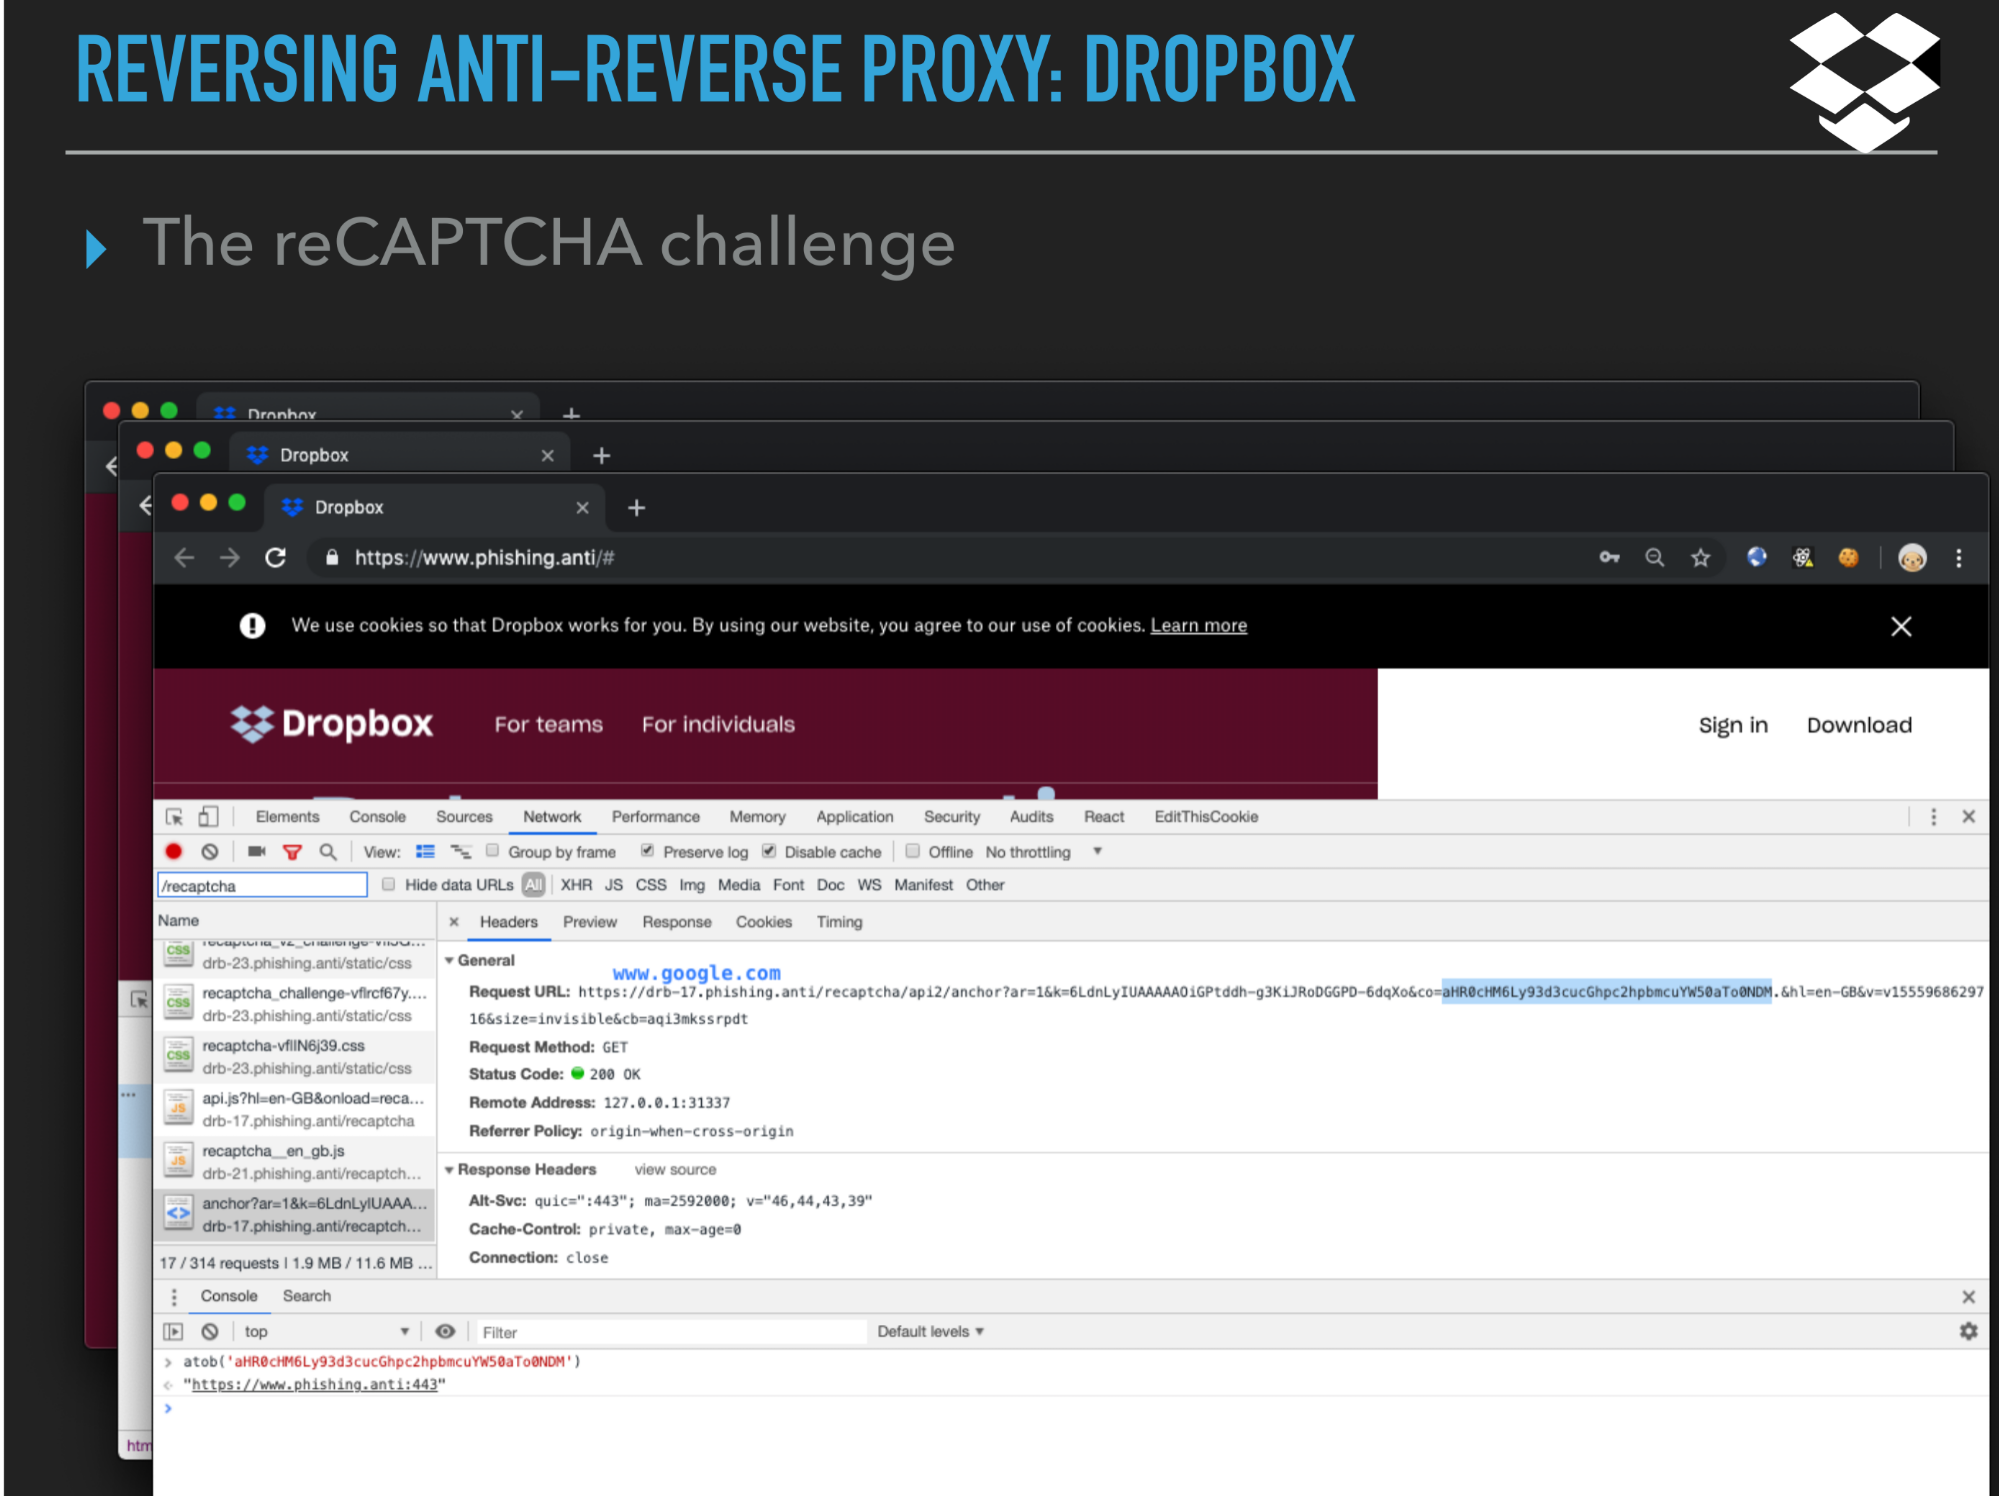 REVERSING ANTI-REVERSE PROXY: DROPBOX
The reCAPTCHA challenge
Dropbox
Dropbox
Dropbox
https://www.phishing.anti/#
We use cookies so that Dropbox works for you. By using our website, you agree to our use of cookies. Learn more
Dropbox For teams For individuals Sign in Download
Elements Console Sources Network Performance Memory Application Security Audits React EditThisCookie
View: Group by frame Preserve log Disable cache Offline No throttling
/recaptcha Hide data URLs All XHR JS CSS Img Media Font Doc WS Manifest Other
Name
Headers Preview Response Cookies Timing
recaptcha_v2_challenge-vfl5G...
drb-23.phishing.anti/static/css
recaptcha_challenge-vflrcf67y....
drb-23.phishing.anti/static/css
recaptcha-vfllN6j39.css
drb-23.phishing.anti/static/css
api.js?hl=en-GB&onload=reca...
drb-17.phishing.anti/recaptcha
recaptcha__en_gb.js
drb-21.phishing.anti/recaptch...
anchor?ar=1&k=6LdnLyIUAAA...
drb-17.phishing.anti/recaptch...
17 / 314 requests | 1.9 MB / 11.6 MB ...
General
www.google.com
Request URL: https://drb-17.phishing.anti/recaptcha/api2/anchor?ar=1&k=6LdnLyIUAAAAAOiGPtddh-g3KiJRoDGGPD-6dqXo&co=aHR0cHM6Ly93d3cucGhpc2hpbmcuYW50aTo0NDM.&hl=en-GB&v=v15559686297
16&size=invisible&cb=aqi3mkssrpdt
Request Method: GET
Status Code: 200 OK
Remote Address: 127.0.0.1:31337
Referrer Policy: origin-when-cross-origin
Response Headers view source
Alt-Svc: quic=":443"; ma=2592000; v="46,44,43,39"
Cache-Control: private, max-age=0
Connection: close
Console Search
top Filter Default levels
> atob('aHR0cHM6Ly93d3cucGhpc2hpbmcuYW50aTo0NDM')
"https://www.phishing.anti:443"
>
htm